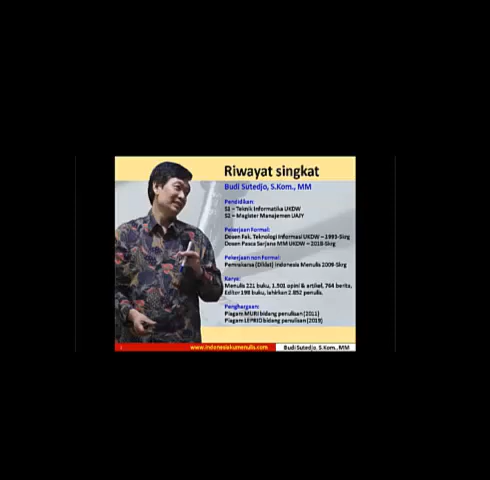 Riwayat singkat
Budi Sutedjo, S.Kom., MM
Pendidikan:
S1 – Teknik Informatika UKDW
S2 – Magister Manajemen UAJY
Pekerjaan Formal:
Dosen Fak. Teknologi Informasi UKDW – 1993-Skrg
Dosen Pasca Sarjana MM UKDW – 2018-Skrg
Pekerjaan non Formal:
Pemrakarsa (Diklat) Indonesia Menulis 2009-Skrg
Karya:
Menulis 221 buku, 1.501 opini & artikel, 764 berita,
Editor 198 buku, lahirkan 2.852 penulis.
Penghargaan:
Piagam MURI bidang penulisan (2011)
Piagam LEPRID bidang penulisan (2019)
1 www.indonesiakumenulis.com Budi Sutedjo, S.Kom., MM